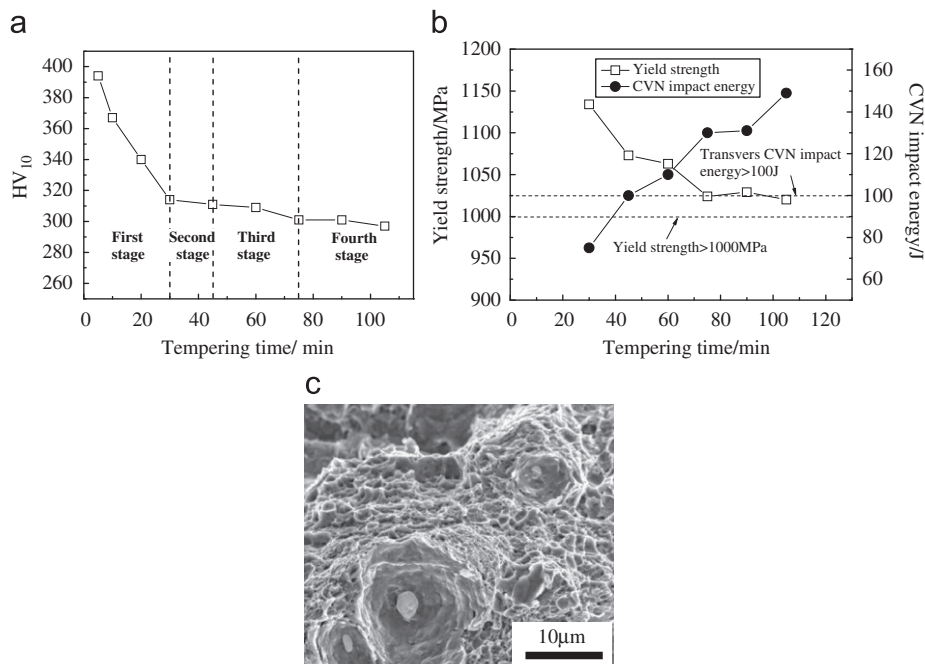 a
400
380
360
340
320
300
280
260
HV10
First stage
Second stage
Third stage
Fourth stage
0 20 40 60 80 100
Tempering time/ min
b
1200
1150
1100
1050
1000
950
900
Yield strength/MPa
Yield strength
CVN impact energy
Transvers CVN impact
energy>100J
Yield strength>1000MPa
160
140
120
100
80
60
CVN impact energy/J
0 20 40 60 80 100 120
Tempering time/min
c
10μm